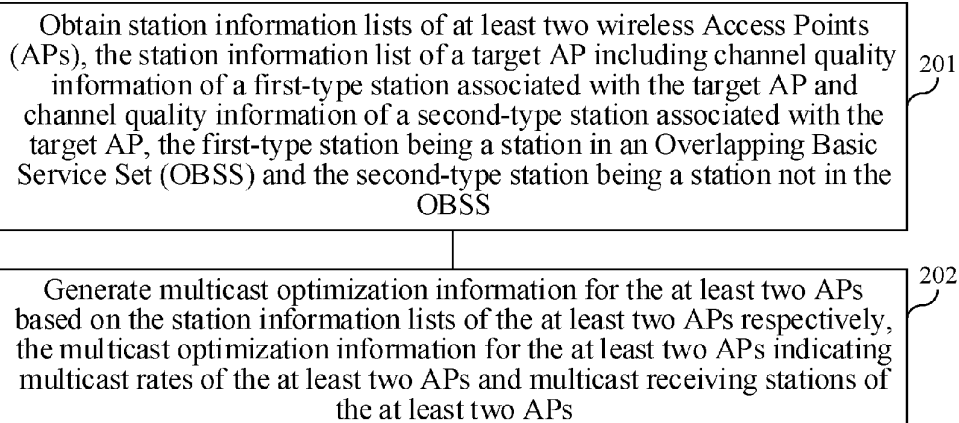 Obtain station information lists of at least two wireless Access Points
(APs), the station information list of a target AP including channel quality
information of a first-type station associated with the target AP and
channel quality information of a second-type station associated with the
target AP, the first-type station being a station in an Overlapping Basic
Service Set (OBSS) and the second-type station being a station not in the
OBSS
201
Generate multicast optimization information for the at least two APs
based on the station information lists of the at least two APs respectively,
the multicast optimization information for the at least two APs indicating
multicast rates of the at least two APs and multicast receiving stations of
the at least two APs
202